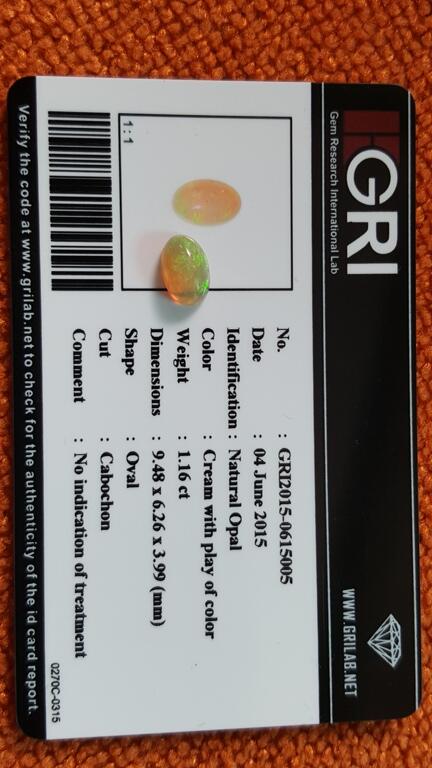 GRI
Gem Research International Lab
WWW.GRILAB.NET
1:1
No. : GRI2015-0615005
Date : 04 June 2015
Identification : Natural Opal
Color : Cream with play of color
Weight : 1.16 ct
Dimensions : 9.48 x 6.26 x 3.99 (mm)
Shape : Oval
Cut : Cabochon
Comment : No indication of treatment
0270C-0315
Verify the code at www.grilab.net to check for the authenticity of the id card report.